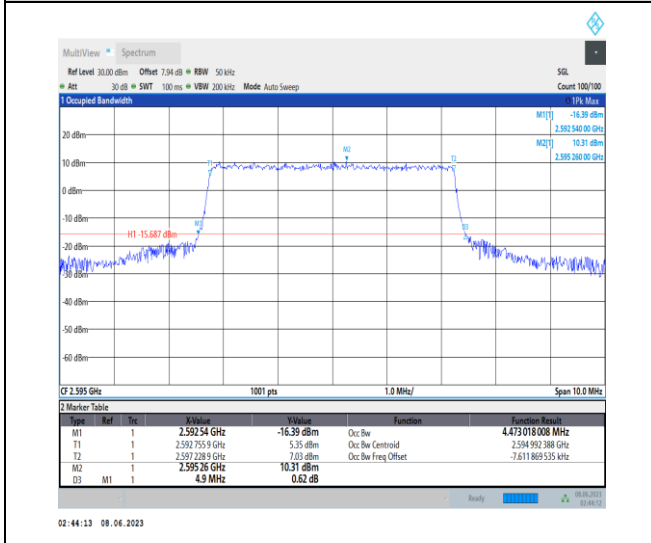 MultiView Spectrum
Ref Level 30.00 dBm Offset 7.94 dB RBW 50 kHz SGL
Att 30 dB SWT 100 ms VBW 200 kHz Mode Auto Sweep Count 100/100
1 Occupied Bandwidth 1Pk Max
M1[1] -16.39 dBm
2.592 540 00 GHz
M2[1] 10.31 dBm
2.595 260 00 GHz
20 dBm
M2
T1 T2
10 dBm
0 dBm
-10 dBm
M1 D3
H1 -15.687 dBm
-20 dBm
-30 dBm
-40 dBm
-50 dBm
-60 dBm
CF 2.595 GHz 1001 pts 1.0 MHz/ Span 10.0 MHz
2 Marker Table
Type Ref Trc X-Value Y-Value Function Function Result
M1 1 2.59254 GHz -16.39 dBm Occ Bw 4.473 018 008 MHz
T1 1 2.592 755 9 GHz 5.35 dBm Occ Bw Centroid 2.594 992 388 GHz
T2 1 2.597 228 9 GHz 7.03 dBm Occ Bw Freq Offset -7.611 869 535 kHz
M2 1 2.595 26 GHz 10.31 dBm
D3 M1 1 4.9 MHz 0.62 dB
Ready 08.06.2023
02:44:12
02:44:13 08.06.2023